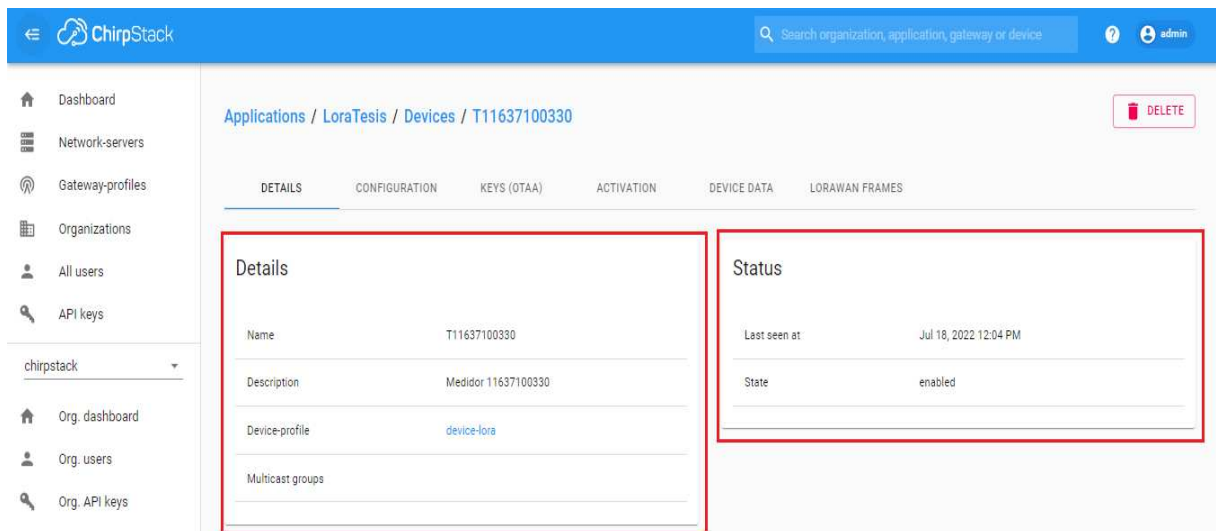 ChirpStack
Search organization, application, gateway or device
? admin
Dashboard
Network-servers
Gateway-profiles
Organizations
All users
API keys
chirpstack
Org. dashboard
Org. users
Org. API keys
Applications / LoraTesis / Devices / T11637100330
DELETE
DETAILS CONFIGURATION KEYS (OTAA) ACTIVATION DEVICE DATA LORAWAN FRAMES
Details
Name T11637100330
Description Medidor 11637100330
Device-profile device-lora
Multicast groups
Status
Last seen at Jul 18, 2022 12:04 PM
State enabled